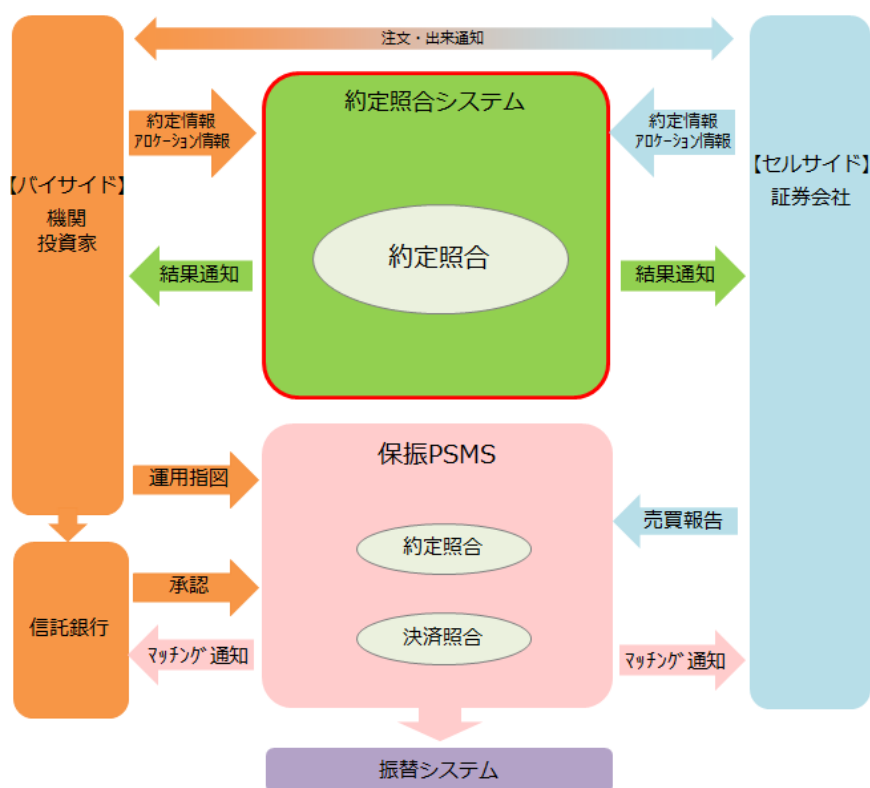 注文・出来通知
約定照合システム
約定情報
ｱﾛｹｰｼｮﾝ情報
約定情報
ｱﾛｹｰｼｮﾝ情報
【バイサイド】
機関
投資家
【セルサイド】
証券会社
約定照合
結果通知
結果通知
保振PSMS
運用指図
売買報告
約定照合
承認
信託銀行
決済照合
ﾏｯﾁﾝｸﾞ通知
ﾏｯﾁﾝｸﾞ通知
振替システム